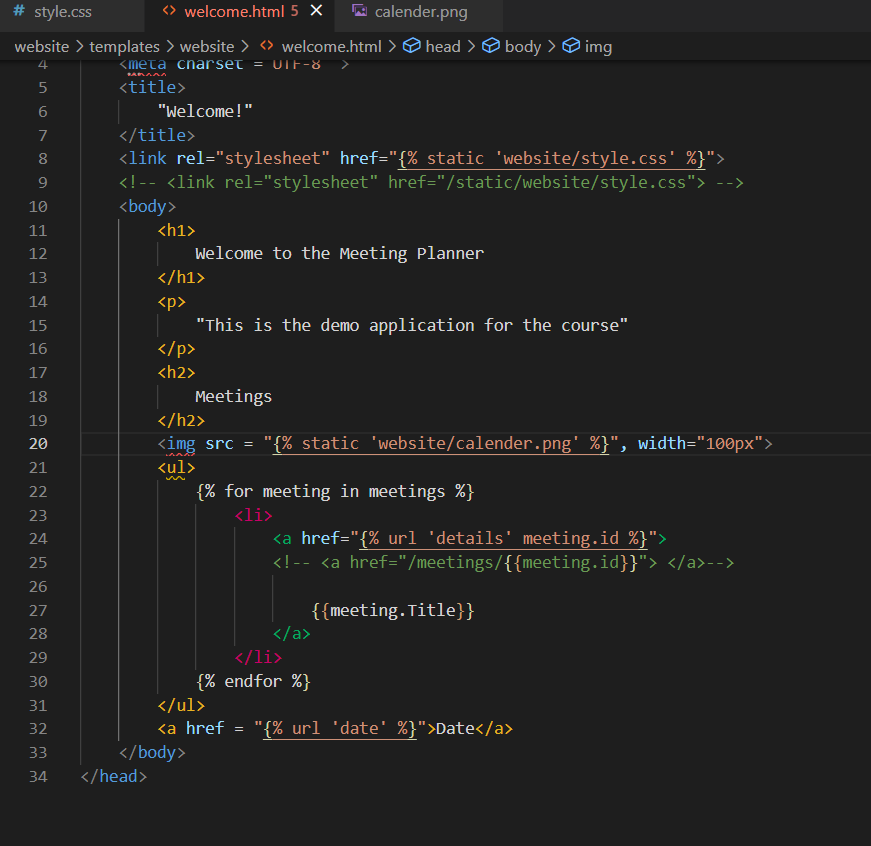 # style.css <> welcome.html 5 × calender.png
website > templates > website > <> welcome.html > head > body > img
4 <meta charset = "UTF-8">
5 <title>
6 "Welcome!"
7 </title>
8 <link rel="stylesheet" href="{% static 'website/style.css' %}">
9 <!-- <link rel="stylesheet" href="/static/website/style.css"> -->
10 <body>
11 <h1>
12 Welcome to the Meeting Planner
13 </h1>
14 <p>
15 "This is the demo application for the course"
16 </p>
17 <h2>
18 Meetings
19 </h2>
20 <img src = "{% static 'website/calender.png' %}", width="100px">
21 <ul>
22 {% for meeting in meetings %}
23 <li>
24 <a href="{% url 'details' meeting.id %}">
25 <!-- <a href="/meetings/{{meeting.id}}"> </a>-->
26
27 {{meeting.Title}}
28 </a>
29 </li>
30 {% endfor %}
31 </ul>
32 <a href = "{% url 'date' %}">Date</a>
33 </body>
34 </head>